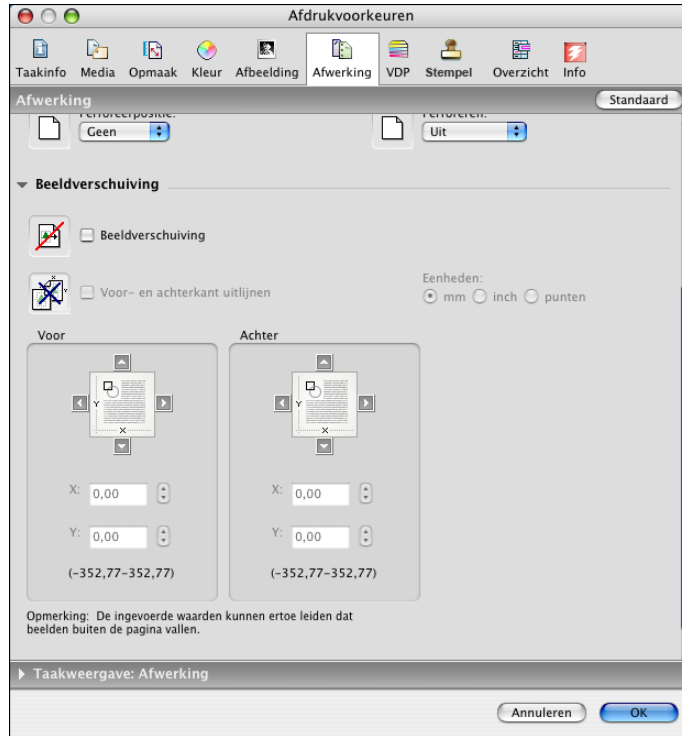 Afdrukvoorkeuren
Taakinfo Media Opmaak Kleur Afbeelding Afwerking VDP Stempel Overzicht Info
Afwerking Standaard
Perforeerpositie: Perforeren:
Geen Uit
Beeldverschuiving
Beeldverschuiving
Voor- en achterkant uitlijnen
Eenheden:
mm inch punten
Voor Achter
Y X Y X
X: 0,00 X: 0,00
Y: 0,00 Y: 0,00
(-352,77-352,77) (-352,77-352,77)
Opmerking: De ingevoerde waarden kunnen ertoe leiden dat
beelden buiten de pagina vallen.
Taakweergave: Afwerking
Annuleren OK